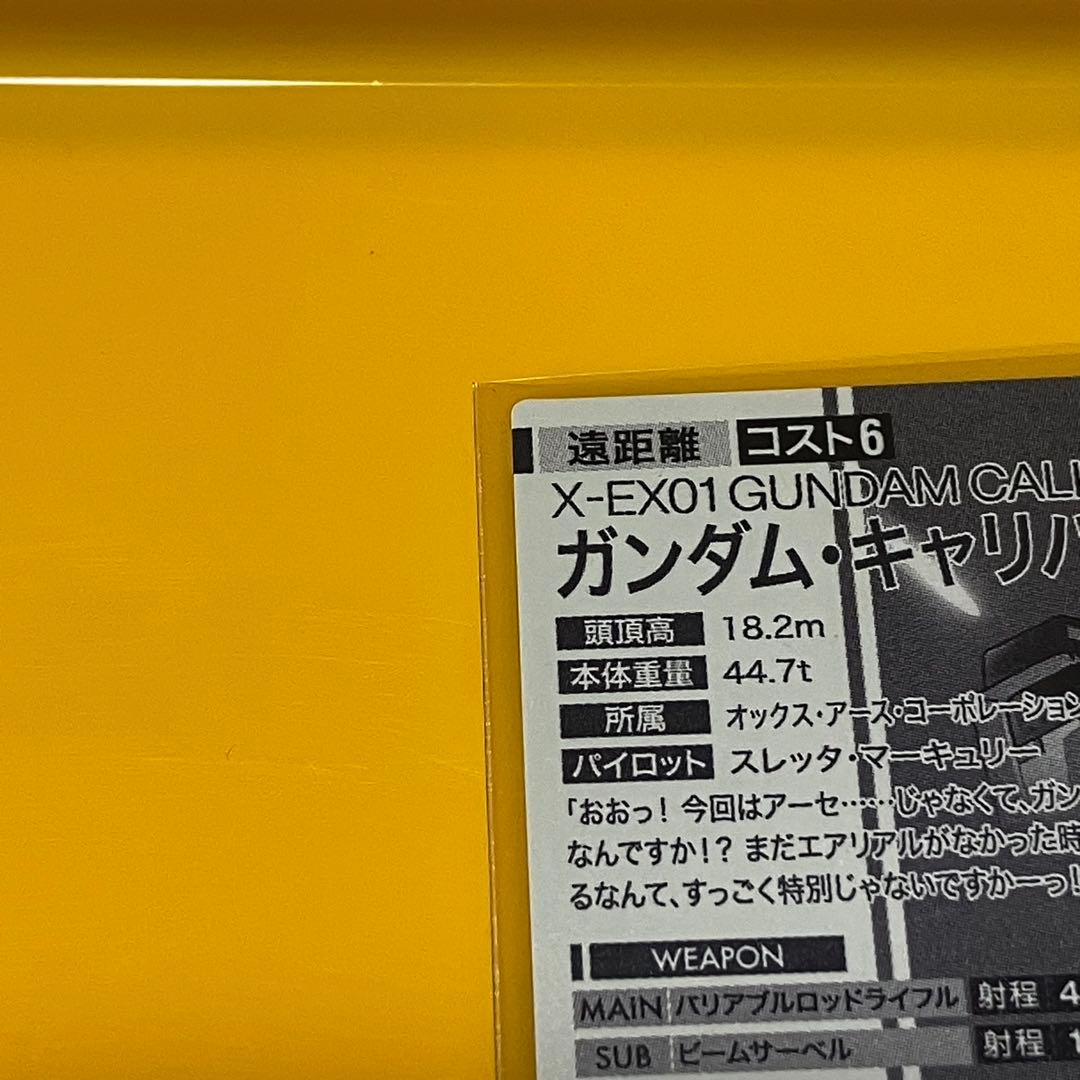 遠距離 コスト6
X-EX01 GUNDAM CALI
ガンダム・キャリバ
頭頂高 18.2m
本体重量 44.7t
所属 オックス・アース・コーポレーション
パイロット スレッタ・マーキュリー
「おおっ! 今回はアーセ……じゃなくて、ガン
なんですか!? まだエアリアルがなかった時
るなんて、すっごく特別じゃないですかーっ!
WEAPON
MAIN バリアブルロッドライフル 射程 4
SUB ビームサーベル 射程 1